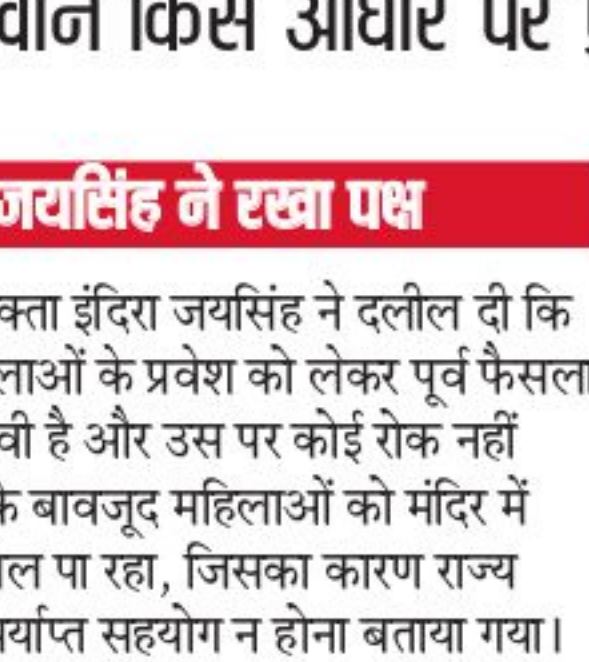 किस आधार पर
जयसिंह ने रखा पक्ष
क्ता इंदिरा जयसिंह ने दलील दी कि
लाओं के प्रवेश को लेकर पूर्व फैसला
वी है और उस पर कोई रोक नहीं
के बावजूद महिलाओं को मंदिर में
ल पा रहा, जिसका कारण राज्य
र्याप्त सहयोग न होना बताया गया।